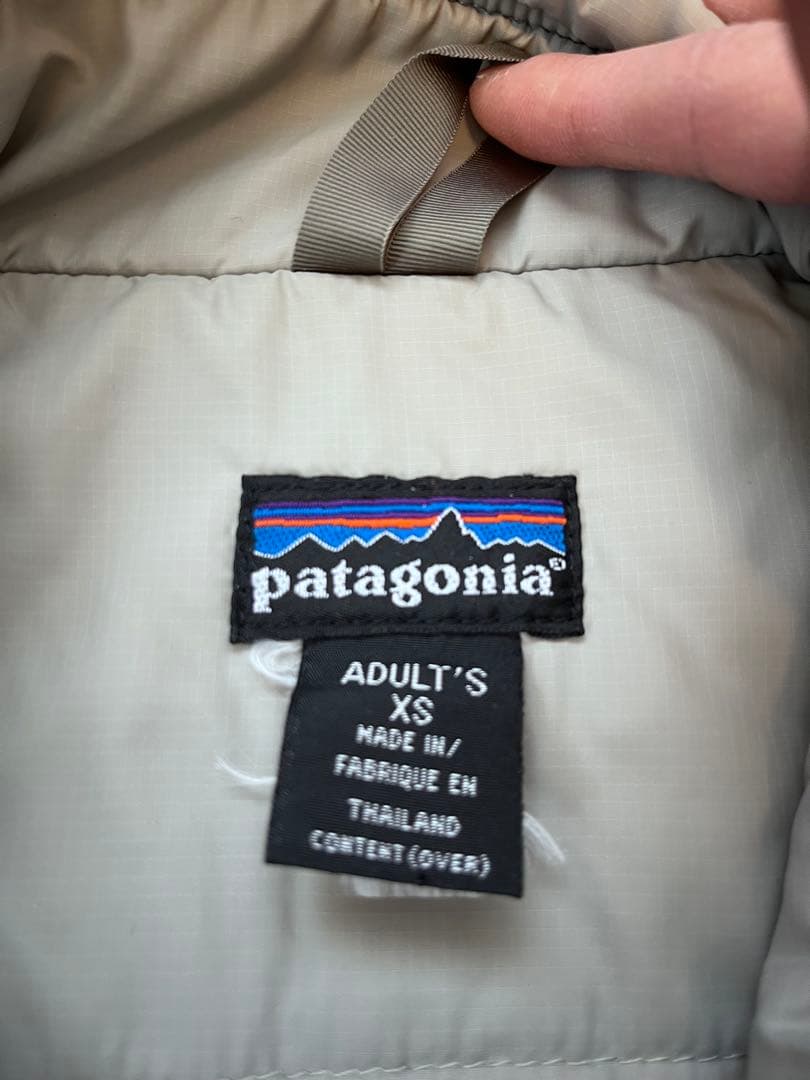 patagonia®
ADULT'S
XS
MADE IN/
FABRIQUE EN
THAILAND
CONTENT (OVER)